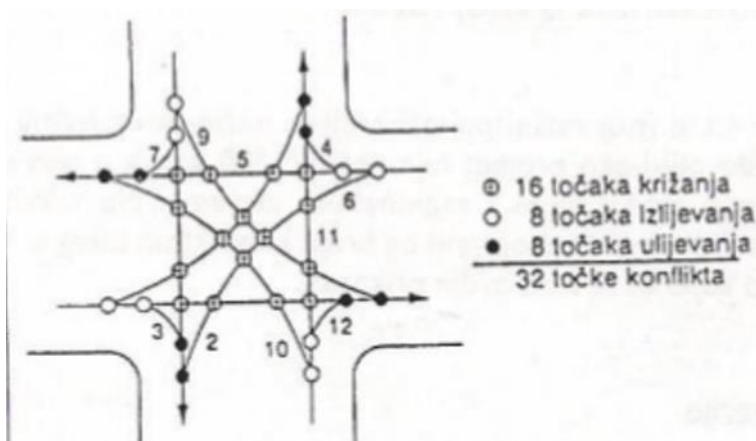 9
7
5
4
6
11
⊞ 16 točaka križanja
○ 8 točaka izlijevanja
● 8 točaka ulijevanja
32 točke konflikta
3
2
10
12